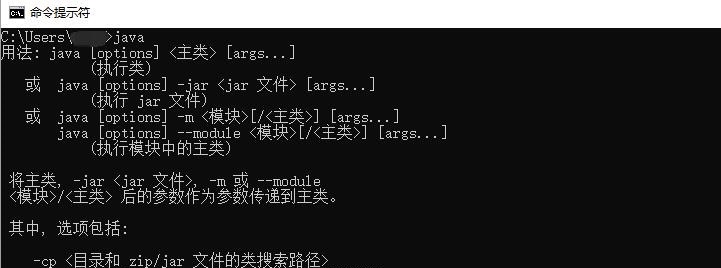 命令提示符
C:\Users\ >java
用法: java [options] <主类> [args...]
(执行类)
或 java [options] -jar <jar 文件> [args...]
(执行 jar 文件)
或 java [options] -m <模块>[/<主类>] [args...]
java [options] --module <模块>[/<主类>] [args...]
(执行模块中的主类)
将主类, -jar <jar 文件>, -m 或 --module
<模块>/<主类> 后的参数作为参数传递到主类。
其中, 选项包括:
-cp <目录和 zip/jar 文件的类搜索路径>